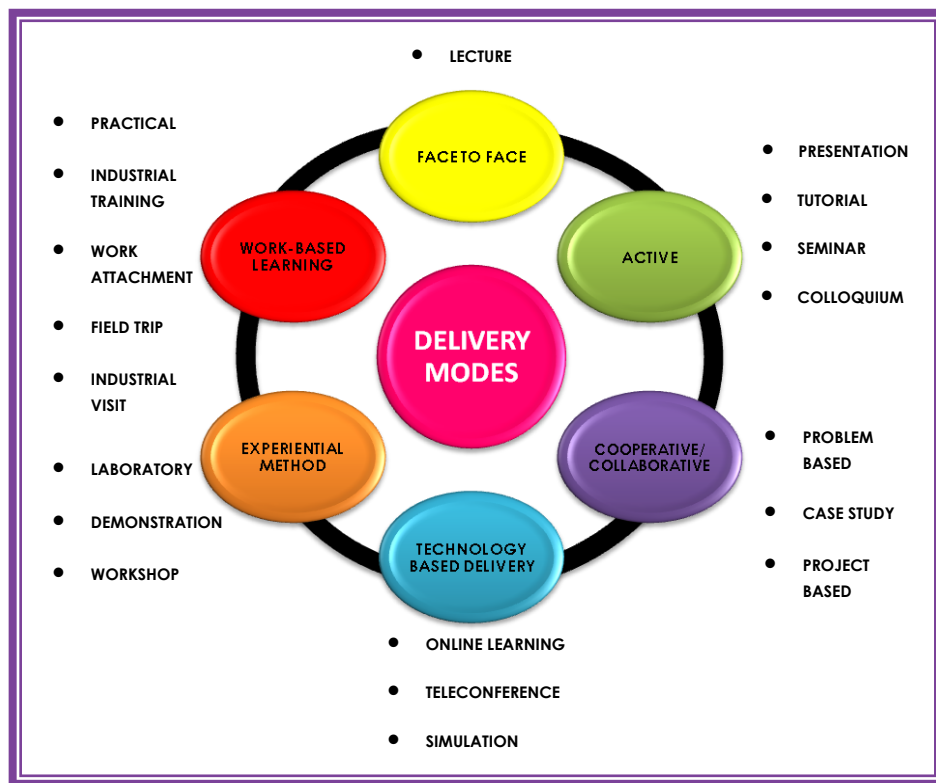 LECTURE
FACE TO FACE
PRACTICAL
INDUSTRIAL
TRAINING
WORK
ATTACHMENT
FIELD TRIP
INDUSTRIAL
VISIT
WORK-BASED
LEARNING
PRESENTATION
TUTORIAL
SEMINAR
COLLOQUIUM
ACTIVE
DELIVERY
MODES
EXPERIENTIAL
METHOD
LABORATORY
DEMONSTRATION
WORKSHOP
COOPERATIVE/
COLLABORATIVE
PROBLEM
BASED
CASE STUDY
PROJECT
BASED
TECHNOLOGY
BASED DELIVERY
ONLINE LEARNING
TELECONFERENCE
SIMULATION